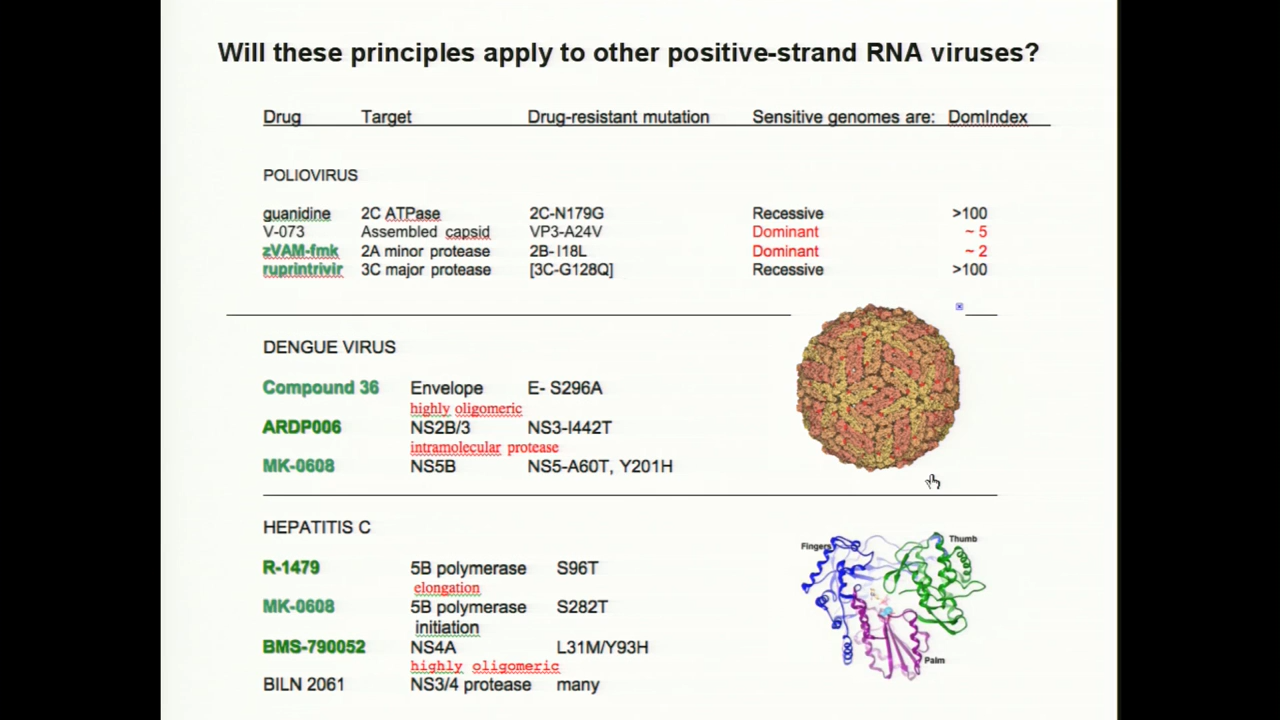 Will these principles apply to other positive-strand RNA viruses?
Drug Target Drug-resistant mutation Sensitive genomes are: DomIndex
POLIOVIRUS
guanidine 2C ATPase 2C-N179G Recessive >100
V-073 Assembled capsid VP3-A24V Dominant ~ 5
zVAM-fmk 2A minor protease 2B- I18L Dominant ~ 2
ruprintrivir 3C major protease [3C-G128Q] Recessive >100
DENGUE VIRUS
Compound 36 Envelope E- S296A
highly oligomeric
ARDP006 NS2B/3 NS3-I442T
intramolecular protease
MK-0608 NS5B NS5-A60T, Y201H
HEPATITIS C
Fingers Thumb
R-1479 5B polymerase S96T
elongation
MK-0608 5B polymerase S282T
initiation
BMS-790052 NS4A L31M/Y93H
Palm
highly oligomeric
BILN 2061 NS3/4 protease many